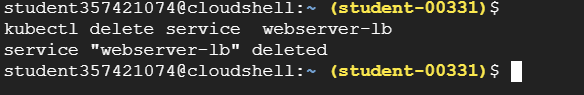 student357421074@cloudshell:~ (student-00331)$
kubectl delete service  webserver-lb
service "webserver-lb" deleted
student357421074@cloudshell:~ (student-00331)$